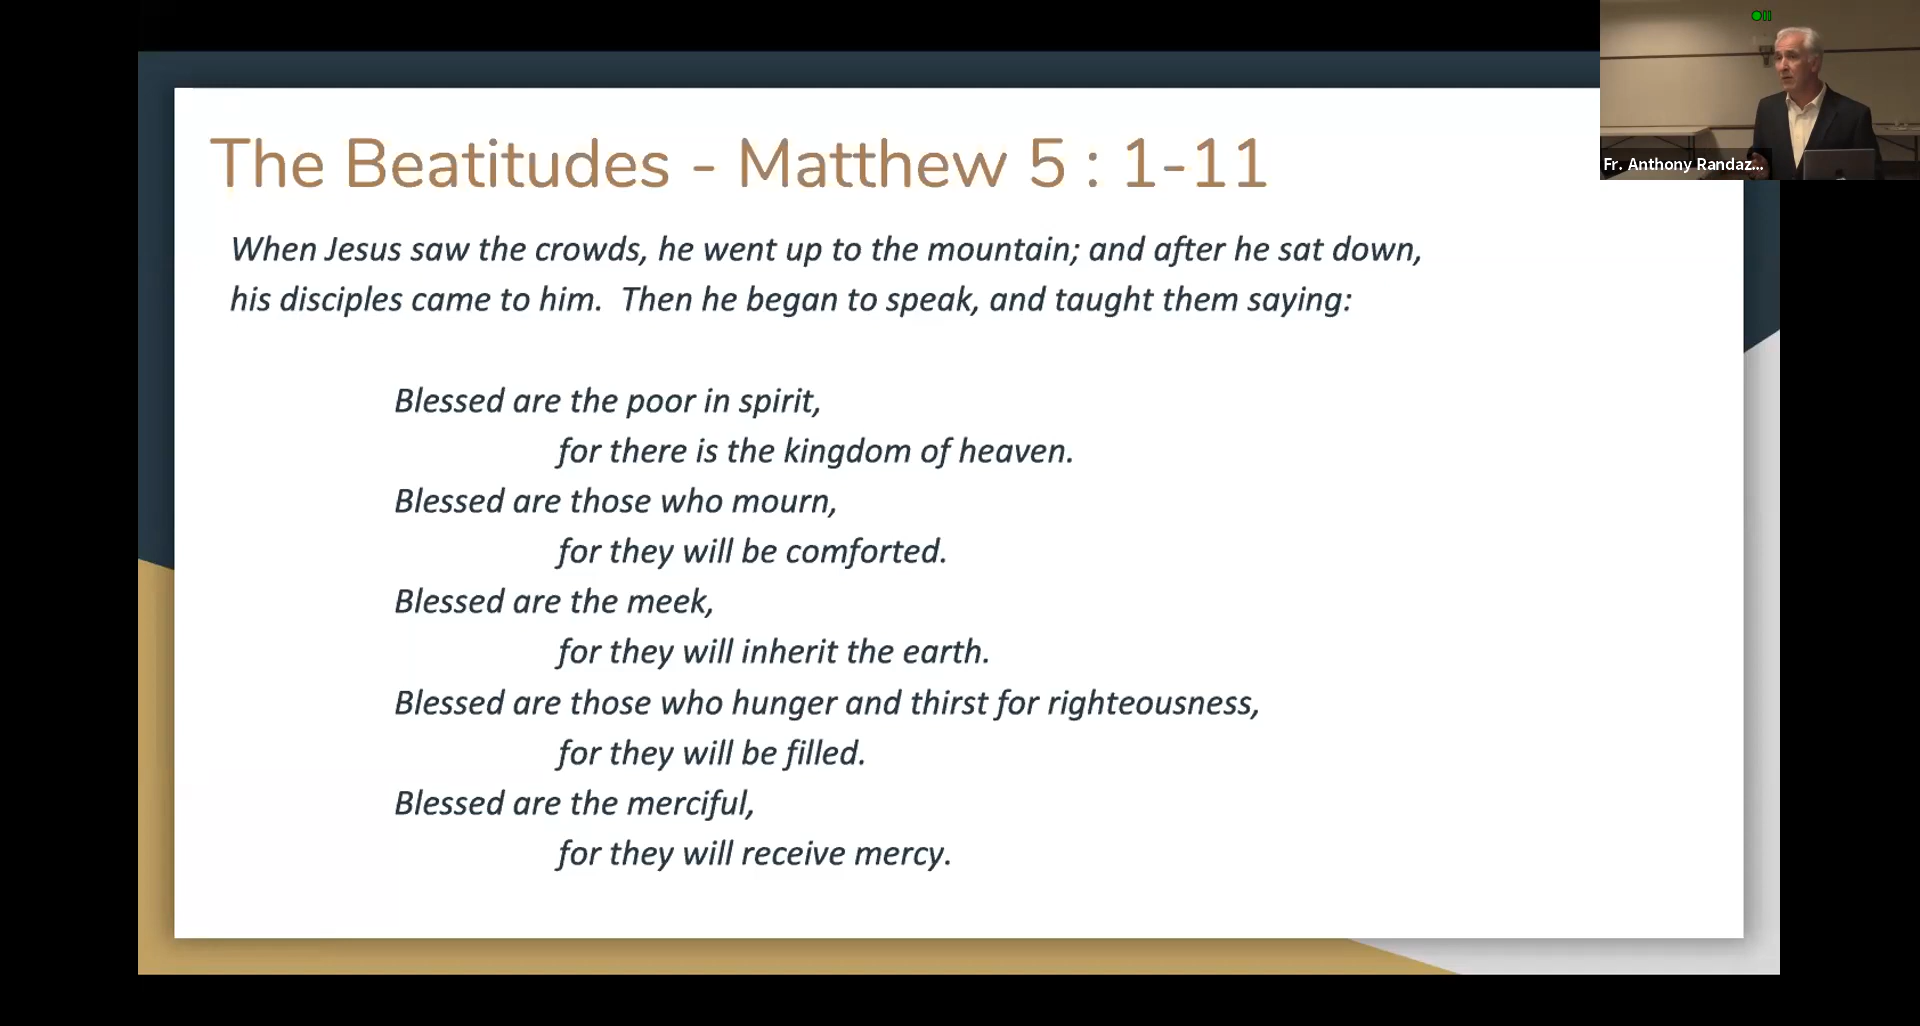 The Beatitudes - Matthew 5 : 1-11
When Jesus saw the crowds, he went up to the mountain; and after he sat down,
his disciples came to him.  Then he began to speak, and taught them saying:
Blessed are the poor in spirit,
for there is the kingdom of heaven.
Blessed are those who mourn,
for they will be comforted.
Blessed are the meek,
for they will inherit the earth.
Blessed are those who hunger and thirst for righteousness,
for they will be filled.
Blessed are the merciful,
for they will receive mercy.
Fr. Anthony Randaz...